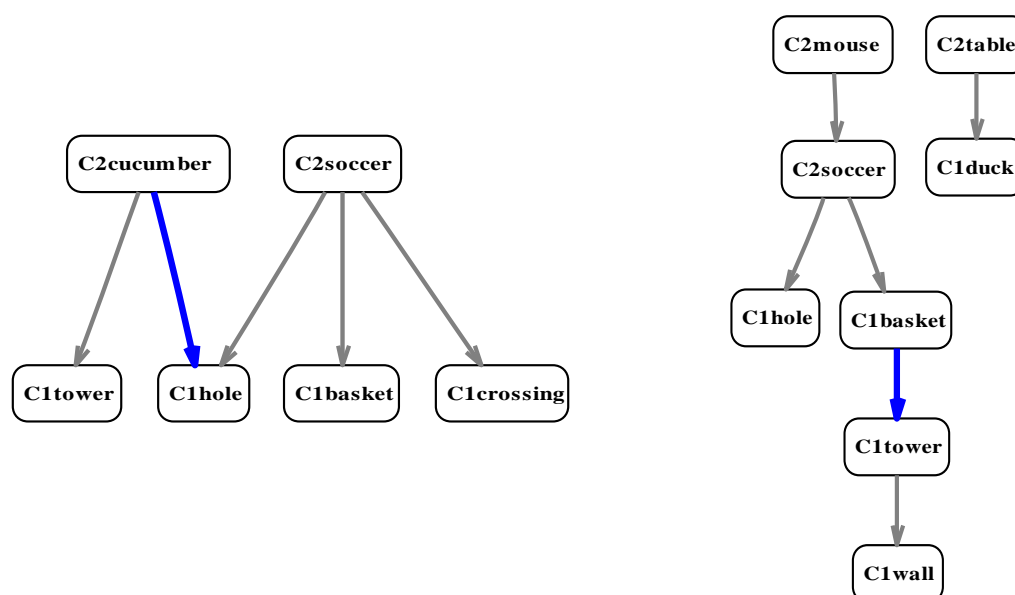 C2mouse
C2table
C2cucumber
C2soccer
C2soccer
C1duck
C1hole
C1basket
C1tower
C1hole
C1basket
C1crossing
C1tower
C1wall